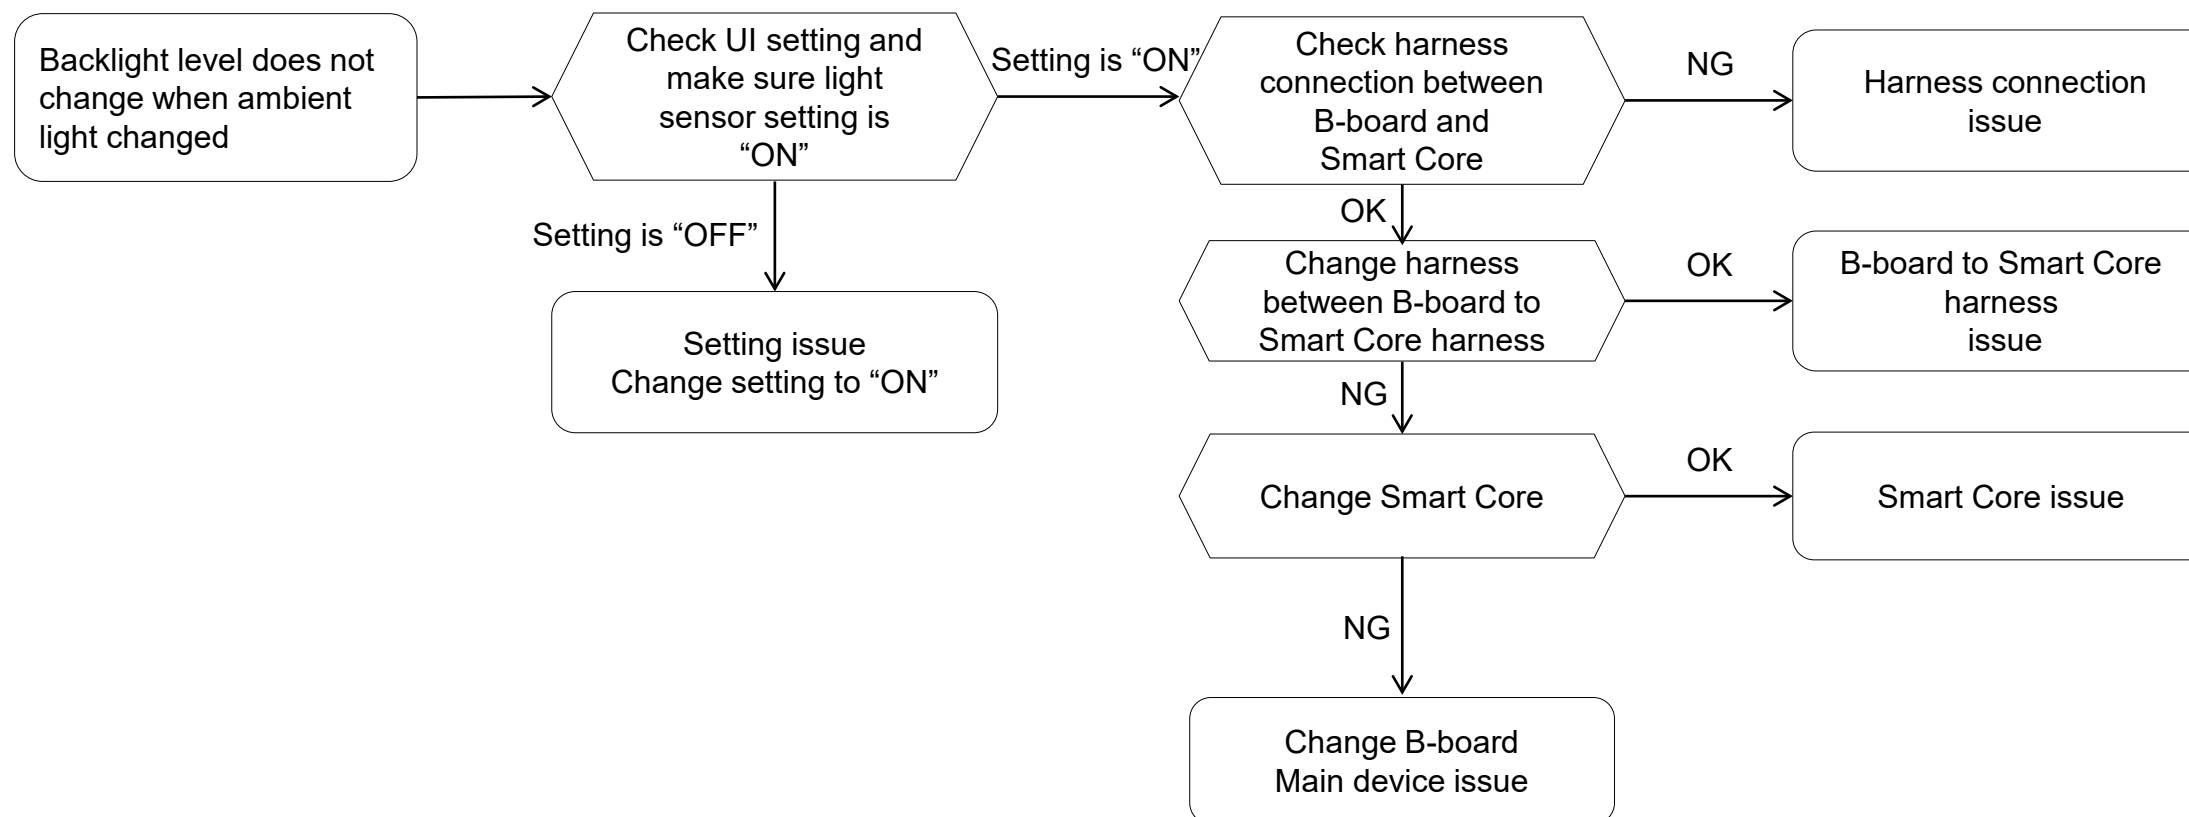 Backlight level does not
change when ambient
light changed
Check UI setting and
make sure light
sensor setting is
“ON”
Setting is “ON”
Check harness
connection between
B-board and
Smart Core
NG
Harness connection
issue
Setting is “OFF”
Setting issue
Change setting to “ON”
OK
Change harness
between B-board to
Smart Core harness
OK
B-board to Smart Core
harness
issue
NG
Change Smart Core
OK
Smart Core issue
NG
Change B-board
Main device issue